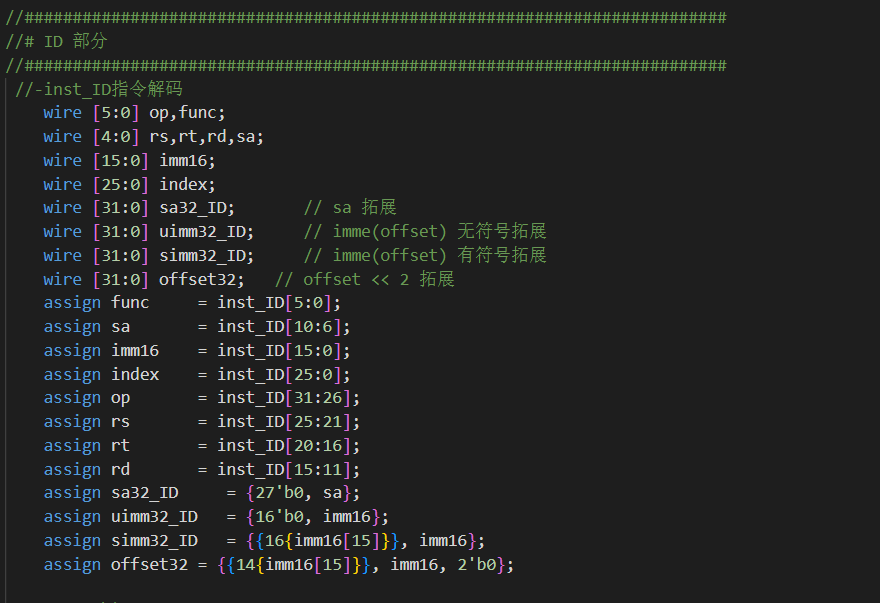 //#########################################################################
//# ID 部分
//#########################################################################
//-inst_ID指令解码
wire [5:0] op,func;
wire [4:0] rs,rt,rd,sa;
wire [15:0] imm16;
wire [25:0] index;
wire [31:0] sa32_ID;       // sa 拓展
wire [31:0] uimm32_ID;     // imme(offset) 无符号拓展
wire [31:0] simm32_ID;     // imme(offset) 有符号拓展
wire [31:0] offset32;   // offset << 2 拓展
assign func     = inst_ID[5:0];
assign sa       = inst_ID[10:6];
assign imm16    = inst_ID[15:0];
assign index    = inst_ID[25:0];
assign op       = inst_ID[31:26];
assign rs       = inst_ID[25:21];
assign rt       = inst_ID[20:16];
assign rd       = inst_ID[15:11];
assign sa32_ID     = {27'b0, sa};
assign uimm32_ID   = {16'b0, imm16};
assign simm32_ID   = {{16{imm16[15]}}, imm16};
assign offset32 = {{14{imm16[15]}}, imm16, 2'b0};